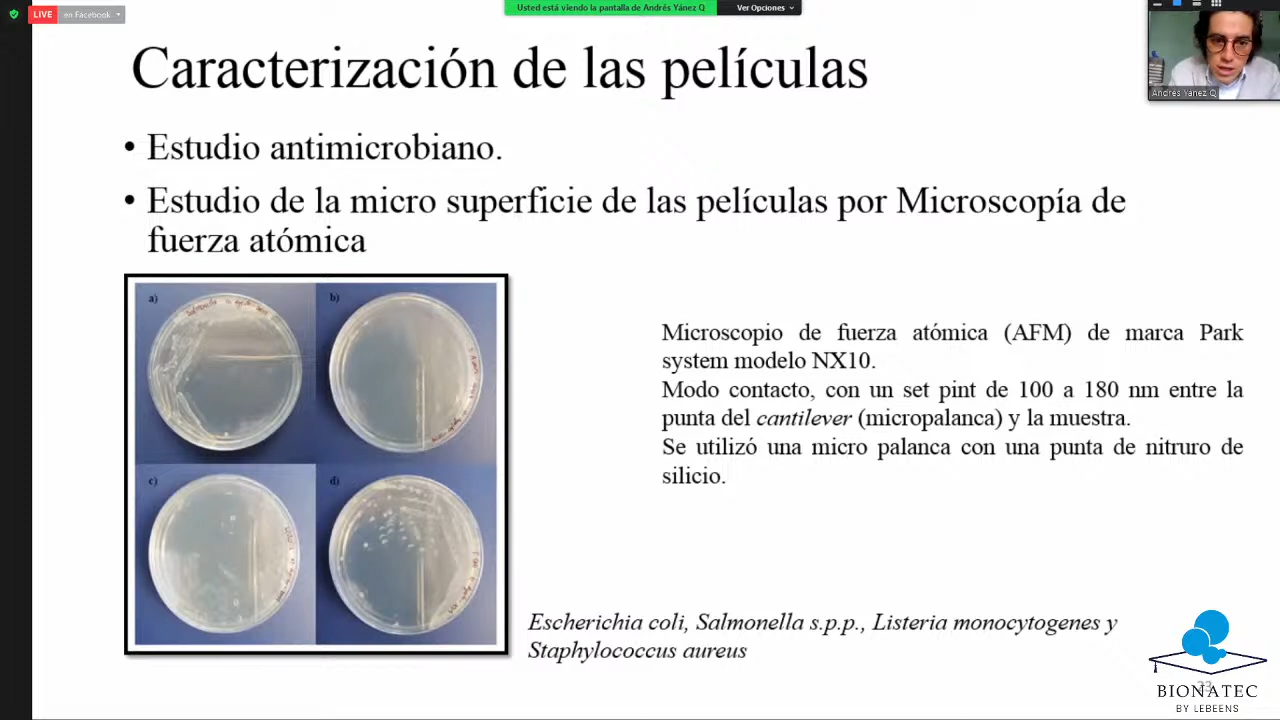 LIVE en Facebook
Usted está viendo la pantalla de Andrés Yánez Q Ver Opciones
Andrés Yánez Q
Caracterización de las películas
• Estudio antimicrobiano.
• Estudio de la micro superficie de las películas por Microscopía de
fuerza atómica
a)
b)
c)
d)
Microscopio de fuerza atómica (AFM) de marca Park
system modelo NX10.
Modo contacto, con un set pint de 100 a 180 nm entre la
punta del cantilever (micropalanca) y la muestra.
Se utilizó una micro palanca con una punta de nitruro de
silicio.
Escherichia coli, Salmonella s.p.p., Listeria monocytogenes y
Staphylococcus aureus
BIONATEC
BY LEBEENS